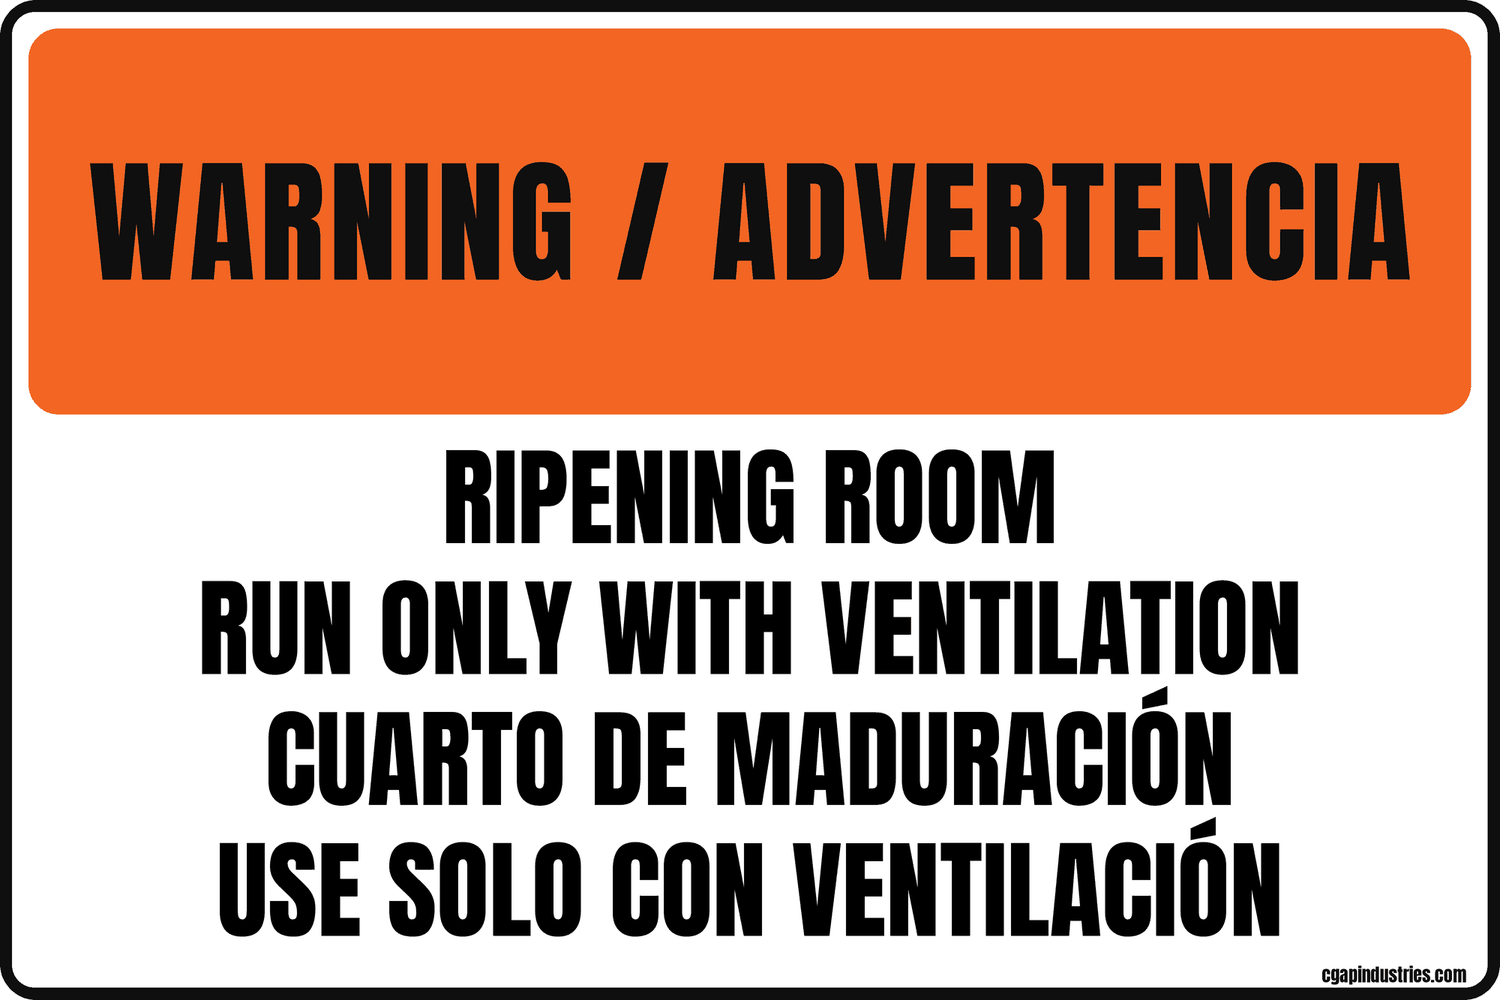 WARNING / ADVERTENCIA
RIPENING ROOM
RUN ONLY WITH VENTILATION
CUARTO DE MADURACIÓN
USE SOLO CON VENTILACIÓN
cgapindustries.com